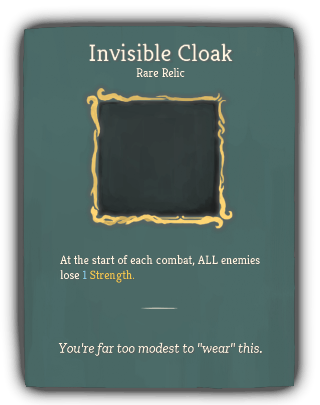 Invisible Cloak
Rare Relic
At the start of each combat, ALL enemies
lose 1 Strength.
You're far too modest to "wear" this.